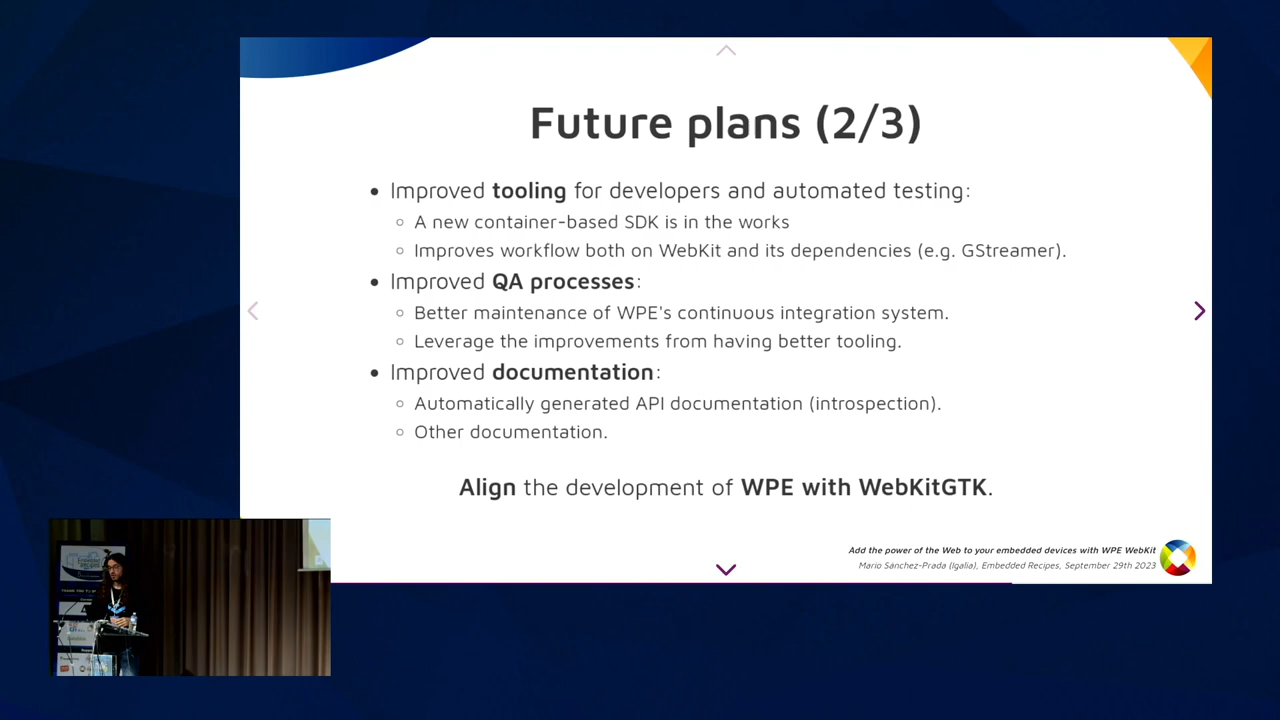 Future plans (2/3)
• Improved tooling for developers and automated testing:
◦ A new container-based SDK is in the works
◦ Improves workflow both on WebKit and its dependencies (e.g. GStreamer).
• Improved QA processes:
◦ Better maintenance of WPE's continuous integration system.
◦ Leverage the improvements from having better tooling.
• Improved documentation:
◦ Automatically generated API documentation (introspection).
◦ Other documentation.
Align the development of WPE with WebKitGTK.
Add the power of the Web to your embedded devices with WPE WebKit
Mario Sánchez-Prada (Igalia), Embedded Recipes, September 29th 2023